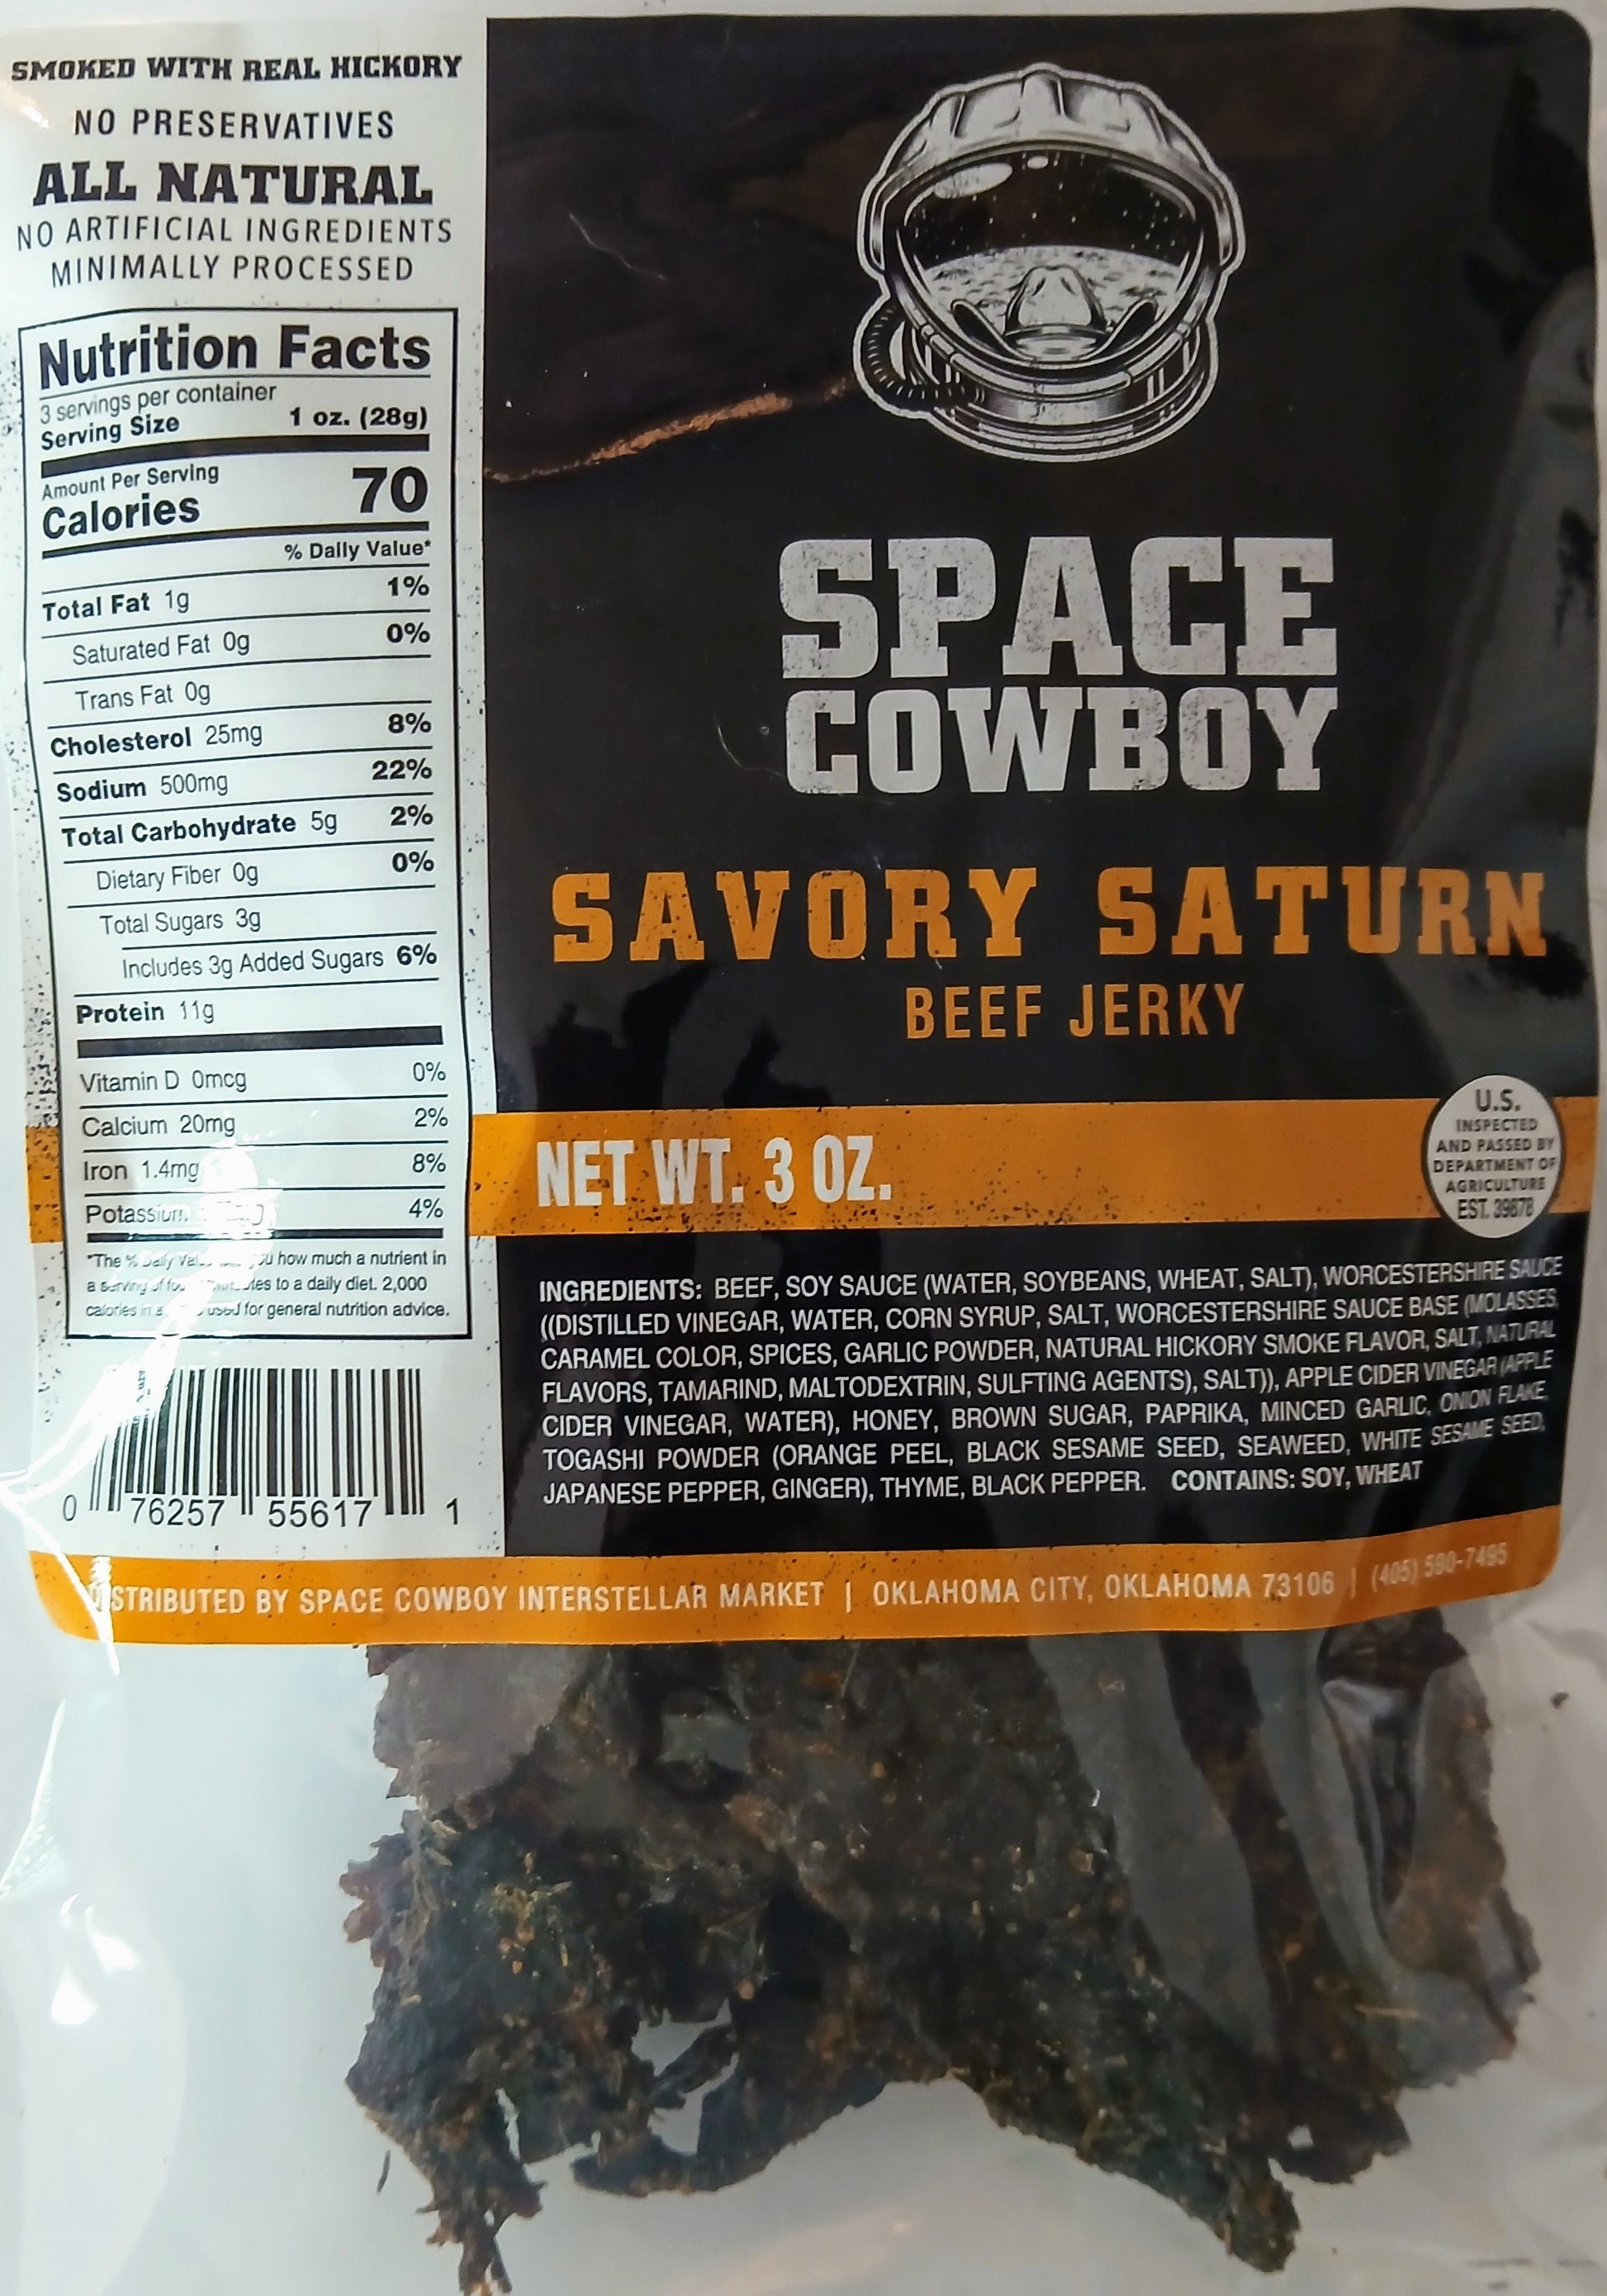 SMOKED WITH REAL HICKORY
NO PRESERVATIVES
ALL NATURAL
NO ARTIFICIAL INGREDIENTS
MINIMALLY PROCESSED
Nutrition Facts
3 servings per container
Serving Size 1 oz. (28g)
Amount Per Serving
Calories 70
% Daily Value*
Total Fat 1g 1%
Saturated Fat 0g 0%
Trans Fat 0g
Cholesterol 25mg 8%
Sodium 500mg 22%
Total Carbohydrate 5g 2%
Dietary Fiber 0g 0%
Total Sugars 3g
Includes 3g Added Sugars 6%
Protein 11g
Vitamin D 0mcg 0%
Calcium 20mg 2%
Iron 1.4mg 8%
Potassium 4%
*The % Daily how much a nutrient in
a serving of to a daily diet. 2,000
calories used for general nutrition advice.
0 76257 55617 1
SPACE
COWBOY
SAVORY SATURN
BEEF JERKY
NET WT. 3 OZ.
U.S.
INSPECTED
AND PASSED BY
DEPARTMENT OF
AGRICULTURE
EST. 39878
INGREDIENTS: BEEF, SOY SAUCE (WATER, SOYBEANS, WHEAT, SALT), WORCESTERSHIRE SAUCE
((DISTILLED VINEGAR, WATER, CORN SYRUP, SALT, WORCESTERSHIRE SAUCE BASE (MOLASSES,
CARAMEL COLOR, SPICES, GARLIC POWDER, NATURAL HICKORY SMOKE FLAVOR, SALT, NATURAL
FLAVORS, TAMARIND, MALTODEXTRIN, SULFTING AGENTS), SALT)), APPLE CIDER VINEGAR (APPLE
CIDER VINEGAR, WATER), HONEY, BROWN SUGAR, PAPRIKA, MINCED GARLIC, ONION FLAKE,
TOGASHI POWDER (ORANGE PEEL, BLACK SESAME SEED, SEAWEED, WHITE SESAME SEED,
JAPANESE PEPPER, GINGER), THYME, BLACK PEPPER. CONTAINS: SOY, WHEAT
DISTRIBUTED BY SPACE COWBOY INTERSTELLAR MARKET | OKLAHOMA CITY, OKLAHOMA 73106 | (405) 590-7495